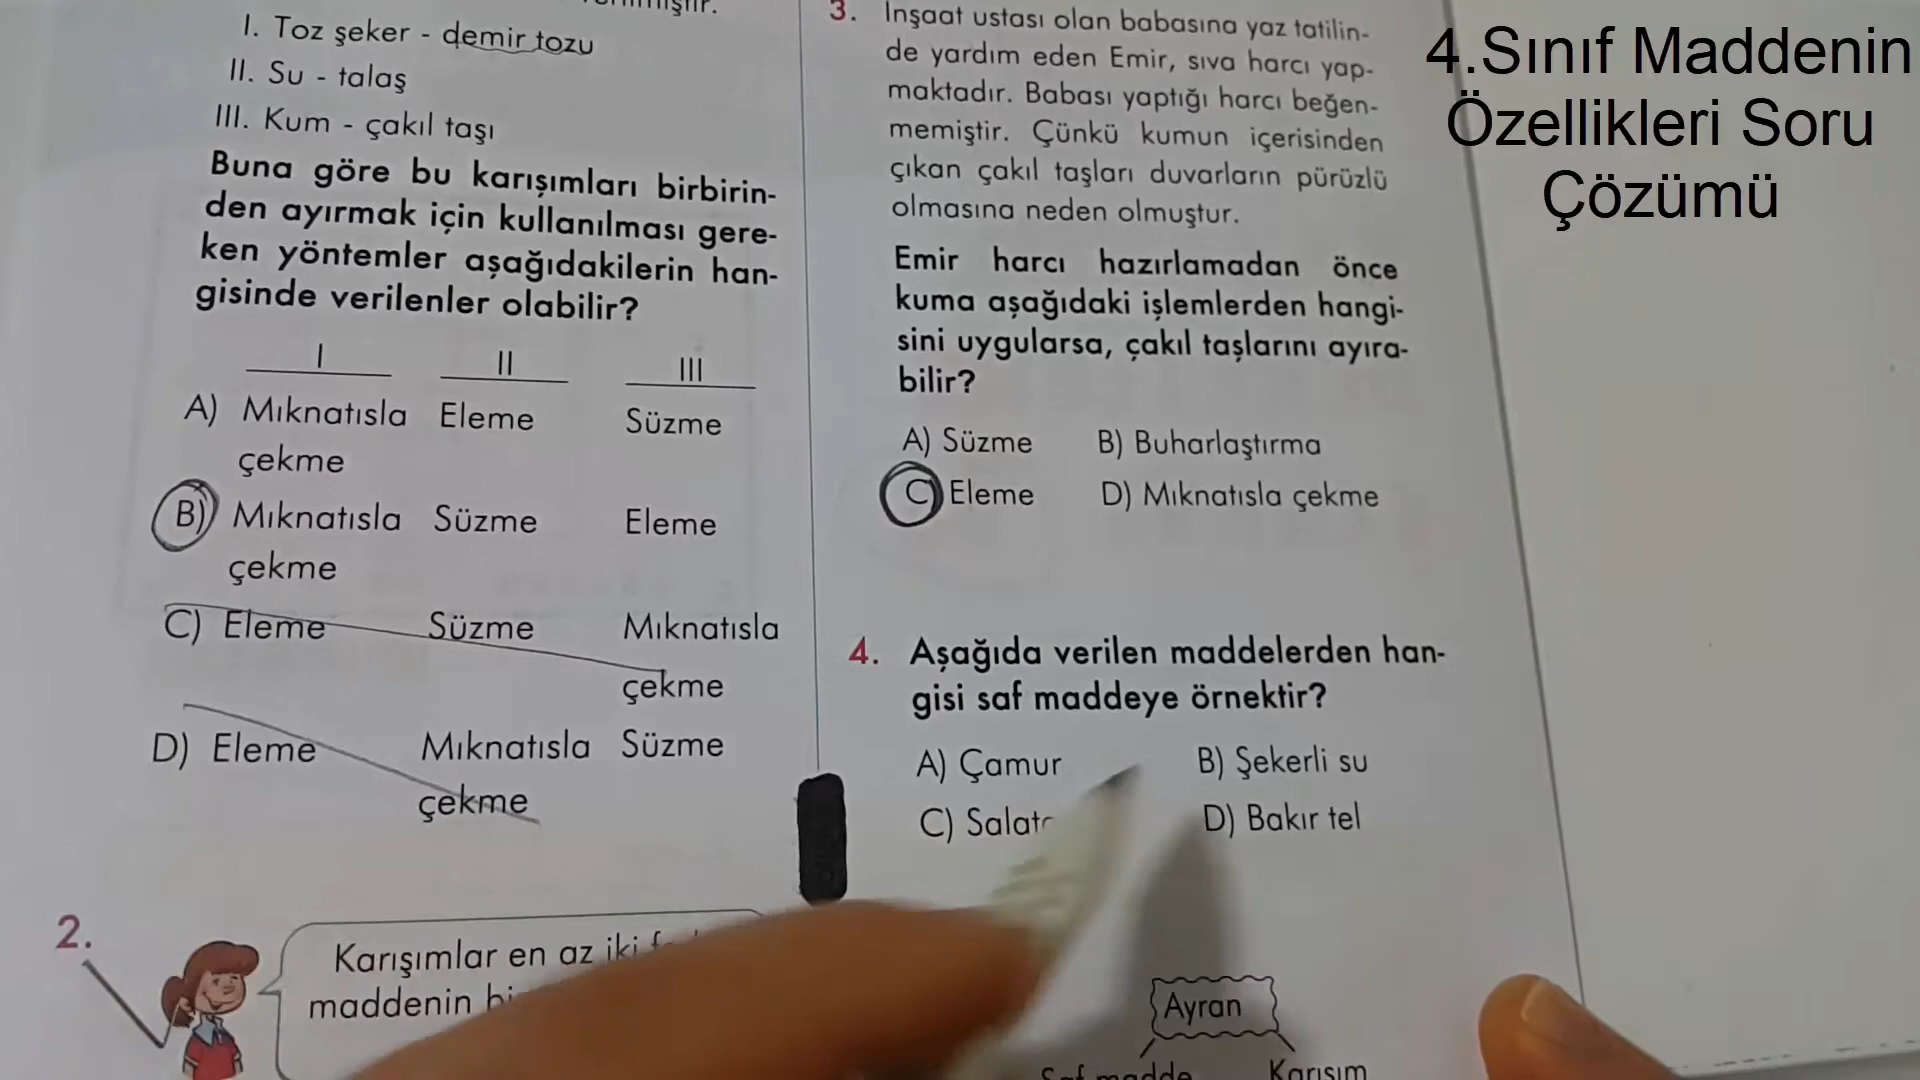 I. Toz şeker - demir tozu
II. Su - talaş
III. Kum - çakıl taşı
Buna göre bu karışımları birbirin-
den ayırmak için kullanılması gere-
ken yöntemler aşağıdakilerin han-
gisinde verilenler olabilir?
I II III
A) Mıknatısla Eleme Süzme
çekme
B) Mıknatısla Süzme Eleme
çekme
C) Eleme Süzme Mıknatısla
çekme
D) Eleme Mıknatısla Süzme
çekme
2.
Karışımlar en az iki
maddenin
3. İnşaat ustası olan babasına yaz tatilin-
de yardım eden Emir, sıva harcı yap-
maktadır. Babası yaptığı harcı beğen-
memiştir. Çünkü kumun içerisinden
çıkan çakıl taşları duvarların pürüzlü
olmasına neden olmuştur.
Emir harcı hazırlamadan önce
kuma aşağıdaki işlemlerden hangi-
sini uygularsa, çakıl taşlarını ayıra-
bilir?
A) Süzme B) Buharlaştırma
C) Eleme D) Mıknatısla çekme
4. Aşağıda verilen maddelerden han-
gisi saf maddeye örnektir?
A) Çamur B) Şekerli su
C) Salata D) Bakır tel
Ayran
Saf madde Karışım
4.Sınıf Maddenin
Özellikleri Soru
Çözümü